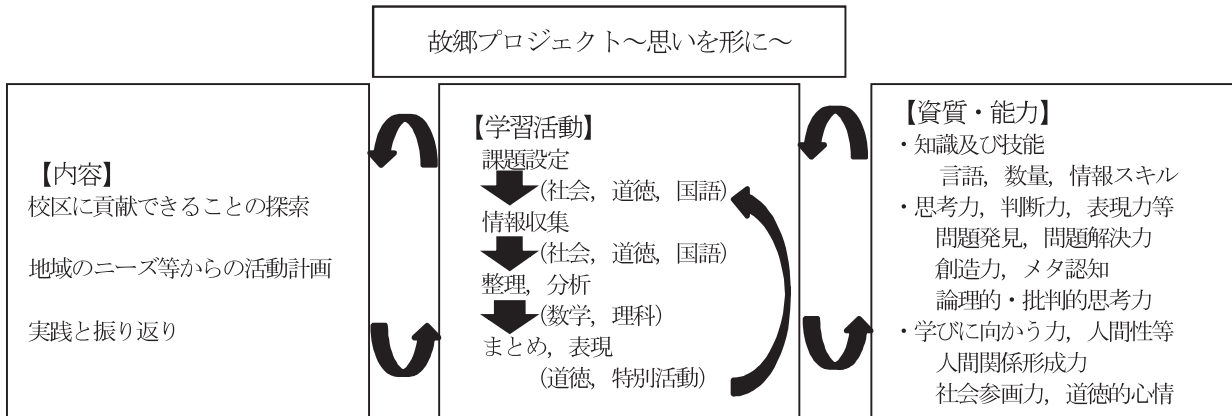 故郷プロジェクト～思いを形に～
【内容】
校区に貢献できることの探索
地域のニーズ等からの活動計画
実践と振り返り
【学習活動】
課題設定
(社会，道徳，国語)
情報収集
(社会，道徳，国語)
整理，分析
(数学，理科)
まとめ，表現
(道徳，特別活動)
【資質・能力】
・知識及び技能
言語，数量，情報スキル
・思考力，判断力，表現力等
問題発見，問題解決力
創造力，メタ認知
論理的・批判的思考力
・学びに向かう力，人間性等
人間関係形成力
社会参画力，道徳的心情